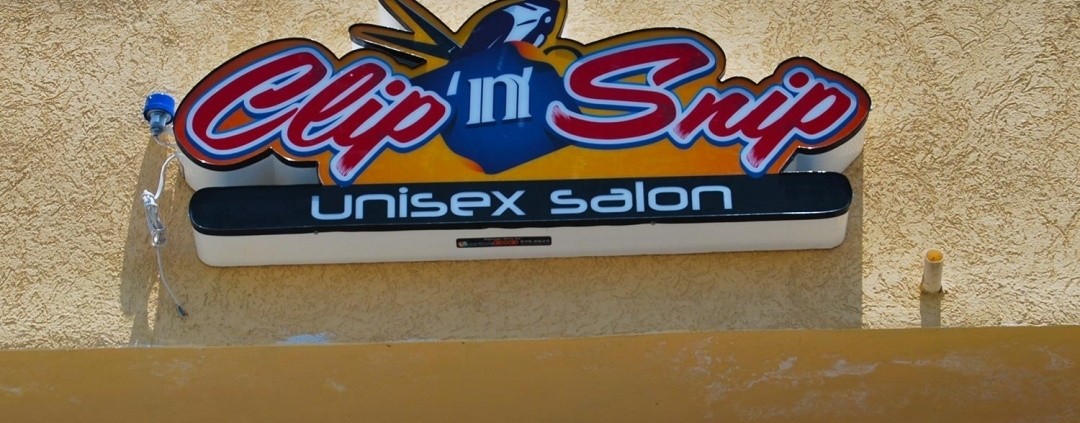 Clip 'n' Snip
unisex salon